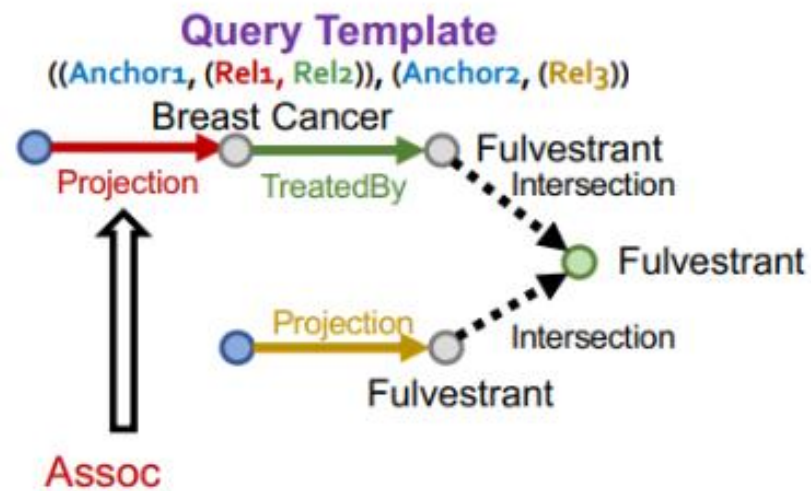 Query Template
((Anchor1, (Rel1, Rel2)), (Anchor2, (Rel3))
Breast Cancer
Fulvestrant
Projection
TreatedBy
Intersection
Fulvestrant
Projection
Intersection
Fulvestrant
Assoc